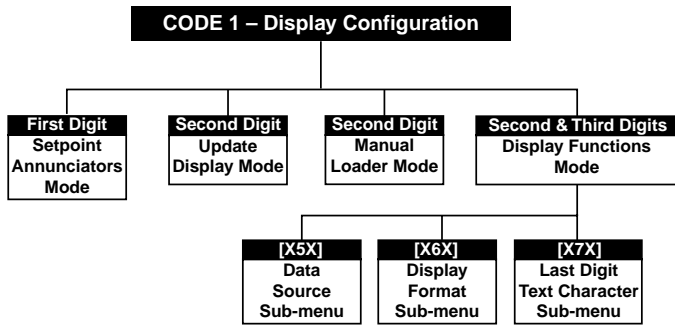 CODE 1 – Display Configuration
First Digit
Setpoint
Annunciators
Mode
Second Digit
Update
Display Mode
Second Digit
Manual
Loader Mode
Second & Third Digits
Display Functions
Mode
[X5X]
Data
Source
Sub-menu
[X6X]
Display
Format
Sub-menu
[X7X]
Last Digit
Text Character
Sub-menu